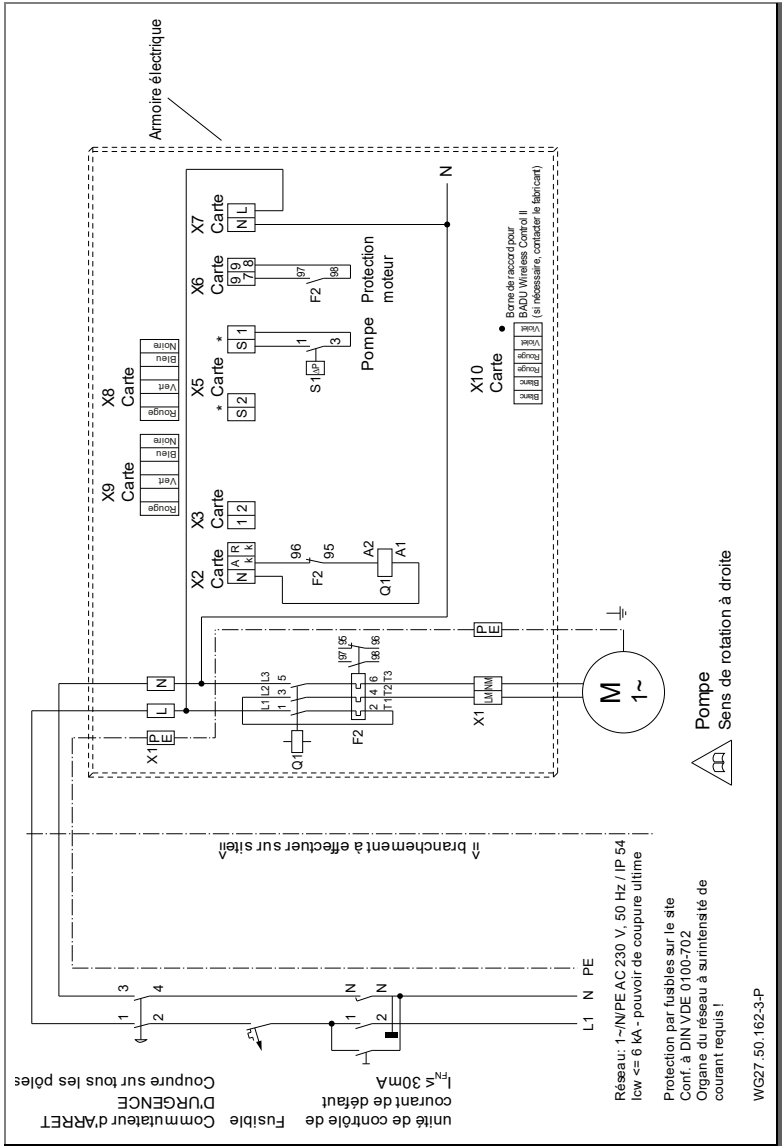 Armoire électrique
X9
Carte
Rouge
Vert
Bleu
Noire
X8
Carte
Rouge
Vert
Bleu
Noire
X2
Carte
N
A k
R k
X3
Carte
1 2
X5
Carte
*
S 2
*
S 1
X6
Carte
9 7
9 8
X7
Carte
N L
96
95
F2
A2
A1
Q1
1
3
S1
ΔP
Pompe
97
98
F2
Protection
moteur
N
X1
PE
L
N
L1 L2 L3
1 3 5
Q1
97 95
98 96
2 4 6
T1 T2 T3
F2
X1
LM NM
PE
M
1~
X10
Carte
Blanc
Blanc
Rouge
Rouge
Violet
Violet
Borne de raccord pour
BADU Wireless Control II
(si nécessaire, contacter le fabricant)
Pompe
Sens de rotation à droite
îî branchement à effectuer sur site îî
Commutateur d'ARRET
D'URGENCE
Coupure sur tous les pôles
1 3
2 4
Fusible
unité de contrôle de
courant de défaut
I FN ≤ 30mA
1 N
2 N
L1
N
PE
Réseau: 1~/N/PE AC 230 V, 50 Hz / IP 54
Icw <= 6 kA - pouvoir de coupure ultime
Protection par fusibles sur le site
Conf. à DIN VDE 0100-702
Organe du réseau à surintensité de
courant requis !
WG27.50.162-3-P